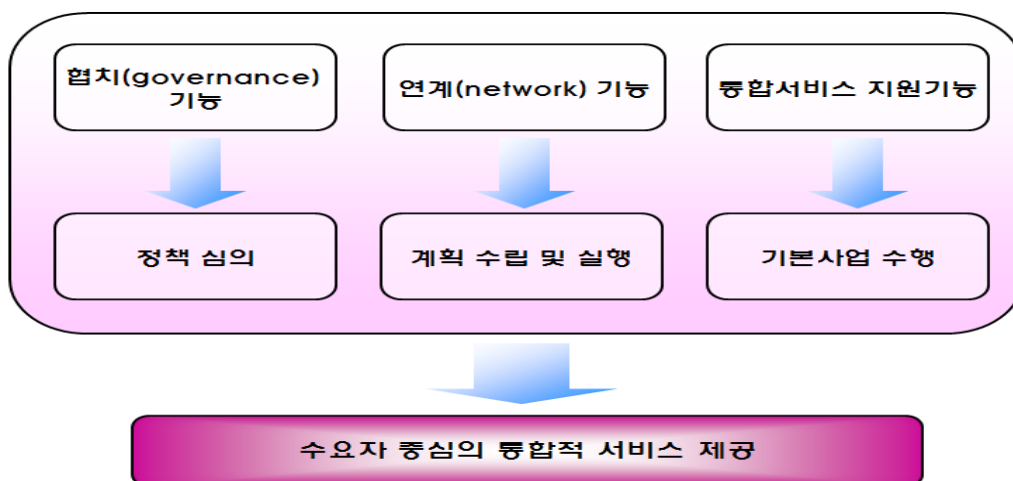 협치(governance)
기능
연계(network) 기능
통합서비스 지원기능
정책 심의
계획 수립 및 실행
기본사업 수행
수요자 중심의 통합적 서비스 제공